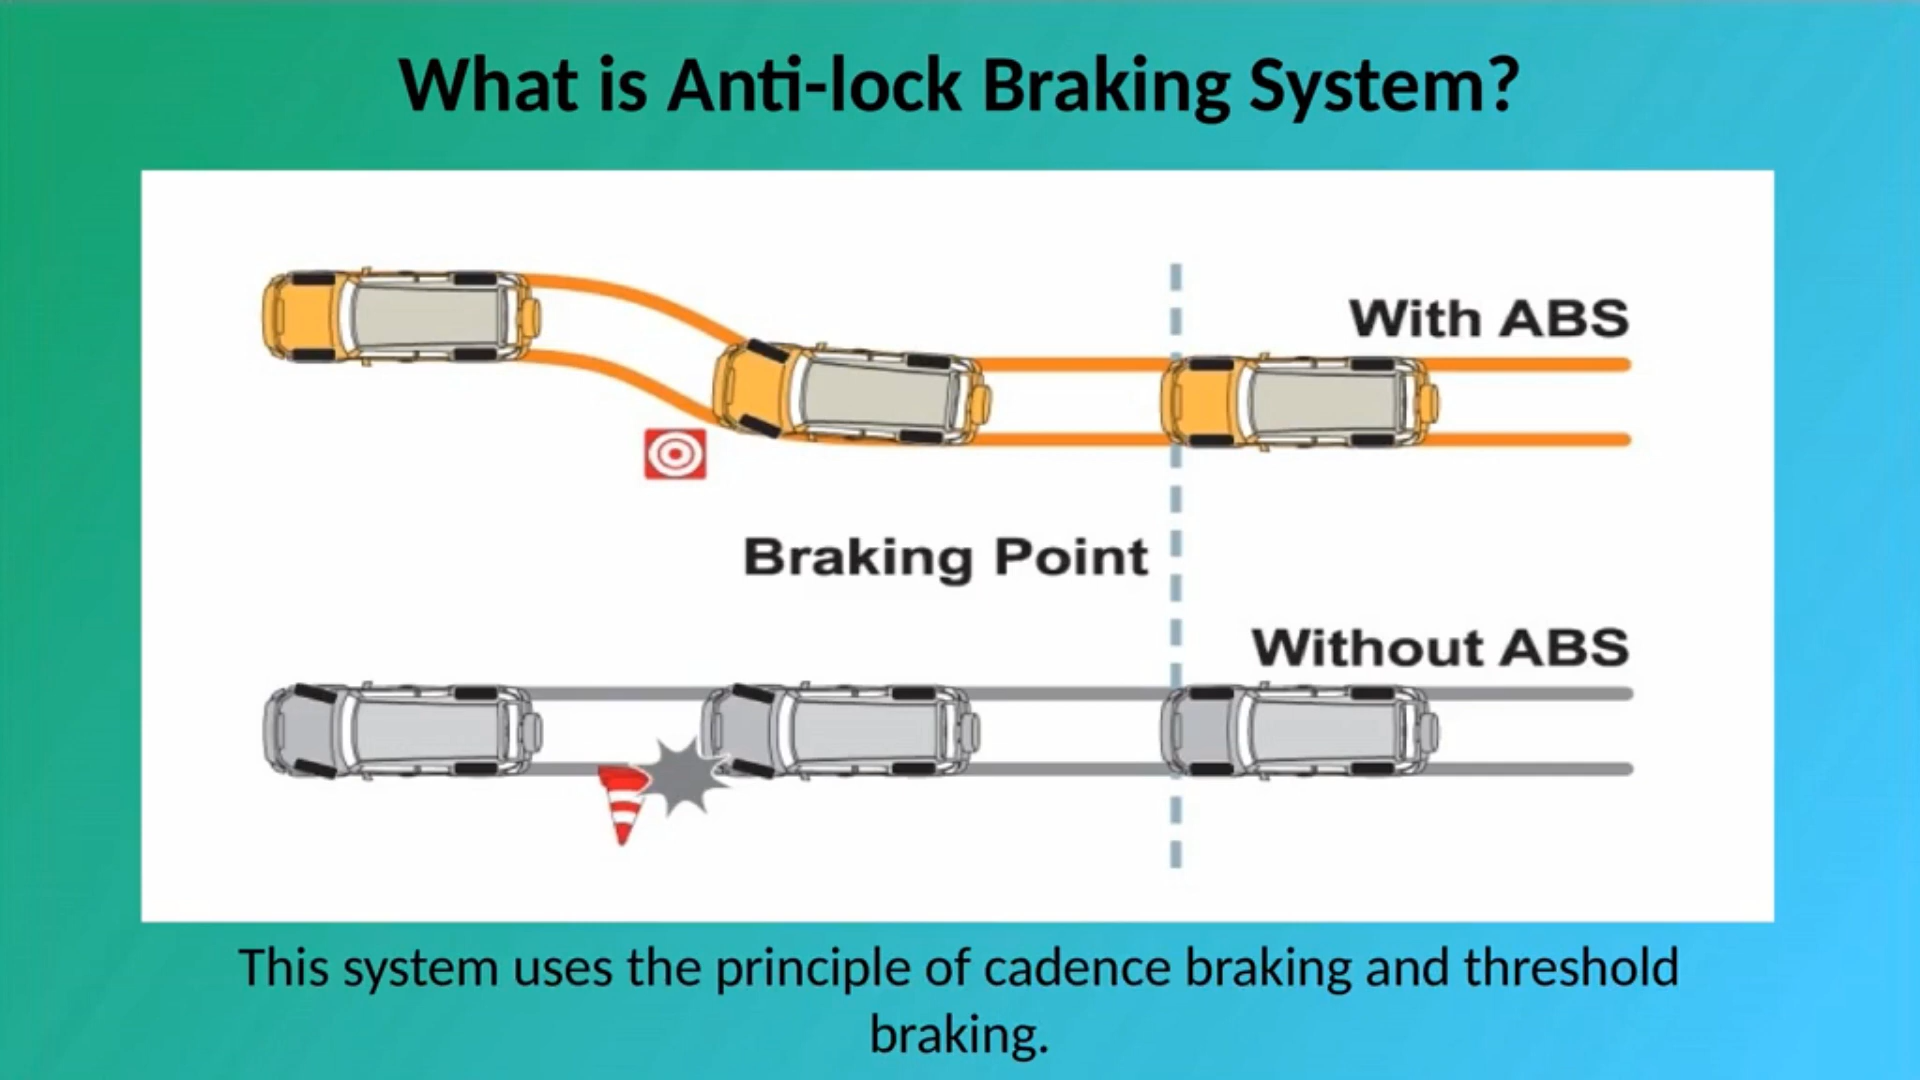 What is Anti-lock Braking System?
With ABS
Braking Point
Without ABS
This system uses the principle of cadence braking and threshold
braking.